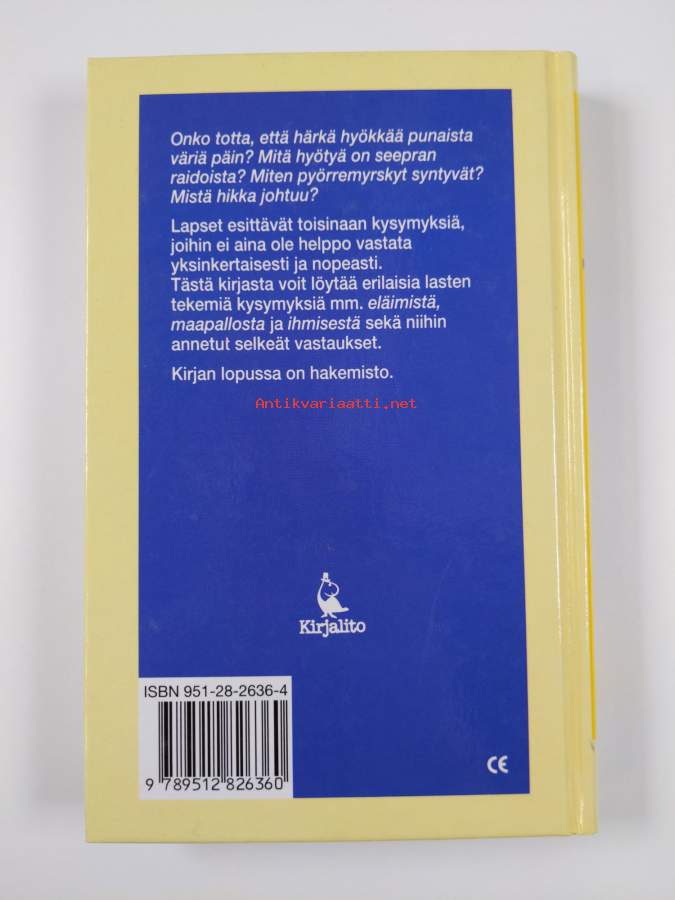 Onko totta, että härkä hyökkää punaista
väriä päin? Mitä hyötyä on seepran
raidoista? Miten pyörremyrskyt syntyvät?
Mistä hikka johtuu?
Lapset esittävät toisinaan kysymyksiä,
joihin ei aina ole helppo vastata
yksinkertaisesti ja nopeasti.
Tästä kirjasta voit löytää erilaisia lasten
tekemiä kysymyksiä mm. eläimistä,
maapallosta ja ihmisestä sekä niihin
annetut selkeät vastaukset.
Kirjan lopussa on hakemisto.
Antikvariaatti.net
Kirjalito
ISBN 951-28-2636-4
9 789512 826360
CE